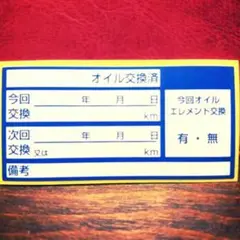 オイル交換済
今回 年 月 日
交換 km
次回 年 月 日
交換 又は km
備考
今回オイル
エレメント交換
有・無